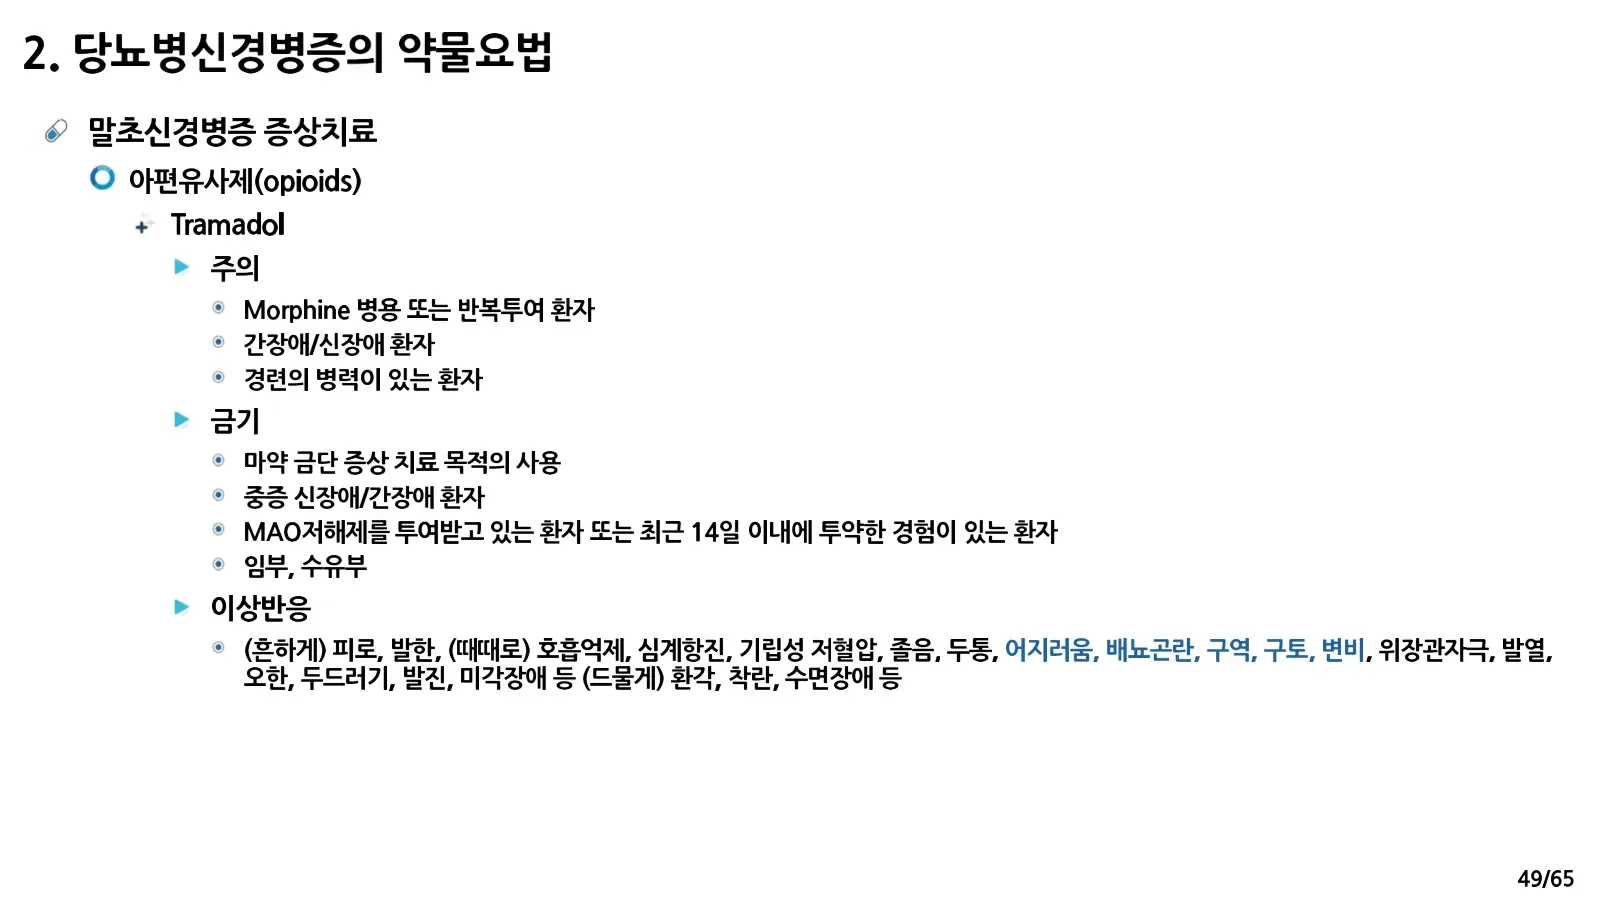 2. 당뇨병신경병증의 약물요법
말초신경병증 증상치료
아편유사제(opioids)
Tramadol
주의
Morphine 병용 또는 반복투여 환자
간장애/신장애 환자
경련의 병력이 있는 환자
금기
마약 금단 증상 치료 목적의 사용
중증 신장애/간장애 환자
MAO저해제를 투여받고 있는 환자 또는 최근 14일 이내에 투약한 경험이 있는 환자
임부, 수유부
이상반응
(흔하게) 피로, 발한, (때때로) 호흡억제, 심계항진, 기립성 저혈압, 졸음, 두통, 어지러움, 배뇨곤란, 구역, 구토, 변비, 위장관자극, 발열,
오한, 두드러기, 발진, 미각장애 등 (드물게) 환각, 착란, 수면장애 등
49/65